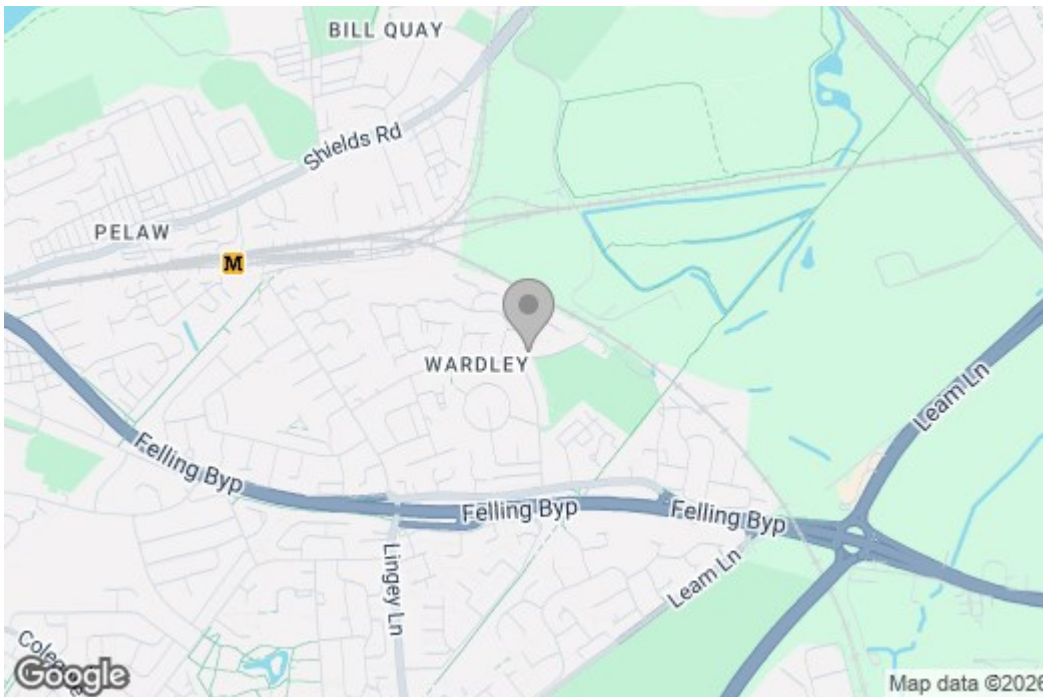 BILL QUAY
Shields Rd
PELAW
M
WARDLEY
Leam Ln
Felling Byp
Felling Byp
Felling Byp
Leam Ln
Lingey Ln
Google
Map data ©2026